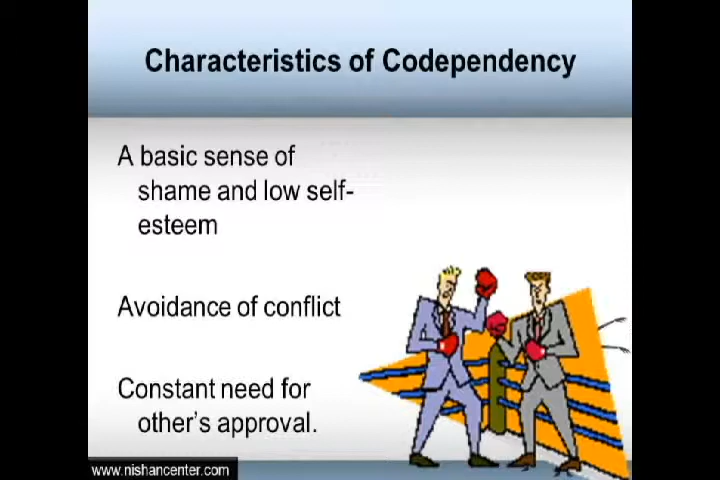 Characteristics of Codependency
A basic sense of
shame and low self-
esteem
Avoidance of conflict
Constant need for
other's approval.
www.nishancenter.com